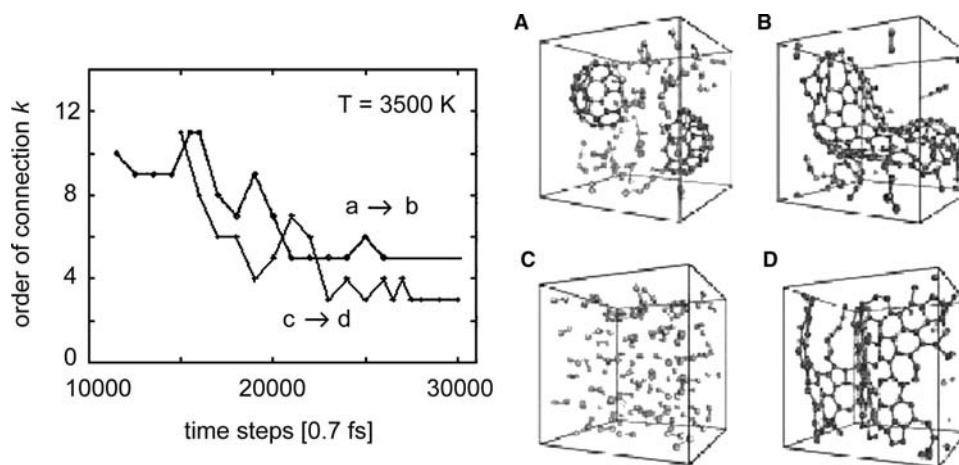 order of connection k
12
8
4
0
T = 3500 K
a → b
c → d
10000 20000 30000
time steps [0.7 fs]
A
B
C
D